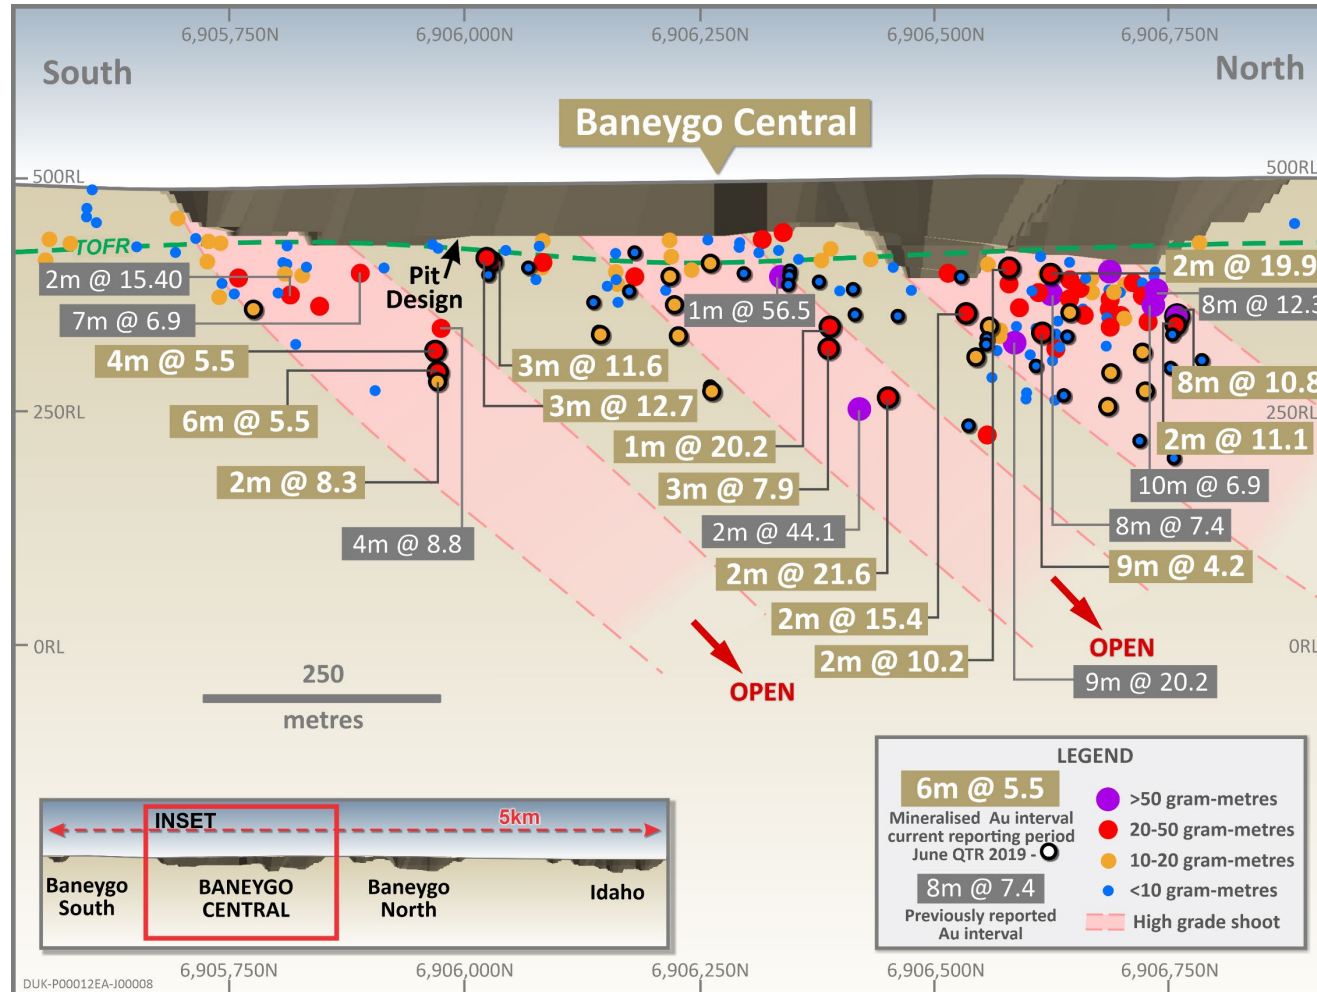 6,905,750N
6,906,000N
6,906,250N
6,906,500N
6,906,750N
South
North
Baneygo Central
500RL
500RL
TOFR
Pit
Design
2m @ 15.40
7m @ 6.9
4m @ 5.5
6m @ 5.5
2m @ 8.3
4m @ 8.8
3m @ 11.6
3m @ 12.7
1m @ 56.5
1m @ 20.2
3m @ 7.9
2m @ 44.1
2m @ 21.6
2m @ 15.4
2m @ 10.2
2m @ 19.9
8m @ 12.3
8m @ 10.8
2m @ 11.1
10m @ 6.9
8m @ 7.4
9m @ 4.2
9m @ 20.2
250RL
250RL
0RL
0RL
OPEN
OPEN
250
metres
INSET
5km
Baneygo
South
BANEYGO
CENTRAL
Baneygo
North
Idaho
LEGEND
6m @ 5.5
Mineralised Au interval
current reporting period
June QTR 2019 -
8m @ 7.4
Previously reported
Au interval
>50 gram-metres
20-50 gram-metres
10-20 gram-metres
<10 gram-metres
High grade shoot
6,905,750N
6,906,000N
6,906,250N
6,906,500N
6,906,750N
DUK-P00012EA-J00008